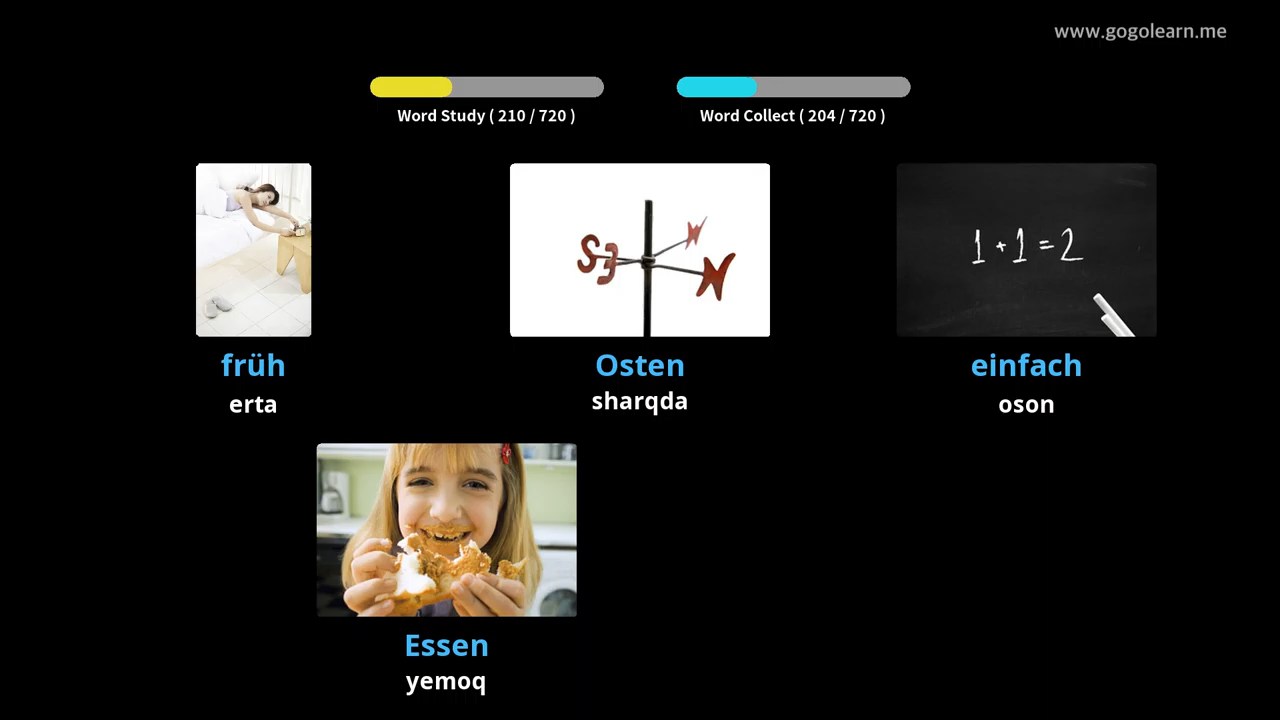 www.gogolearn.me
Word Study ( 210 / 720 )
Word Collect ( 204 / 720 )
S E N W
1 + 1 = 2
früh
Osten
einfach
erta
sharqda
oson
Essen
yemoq